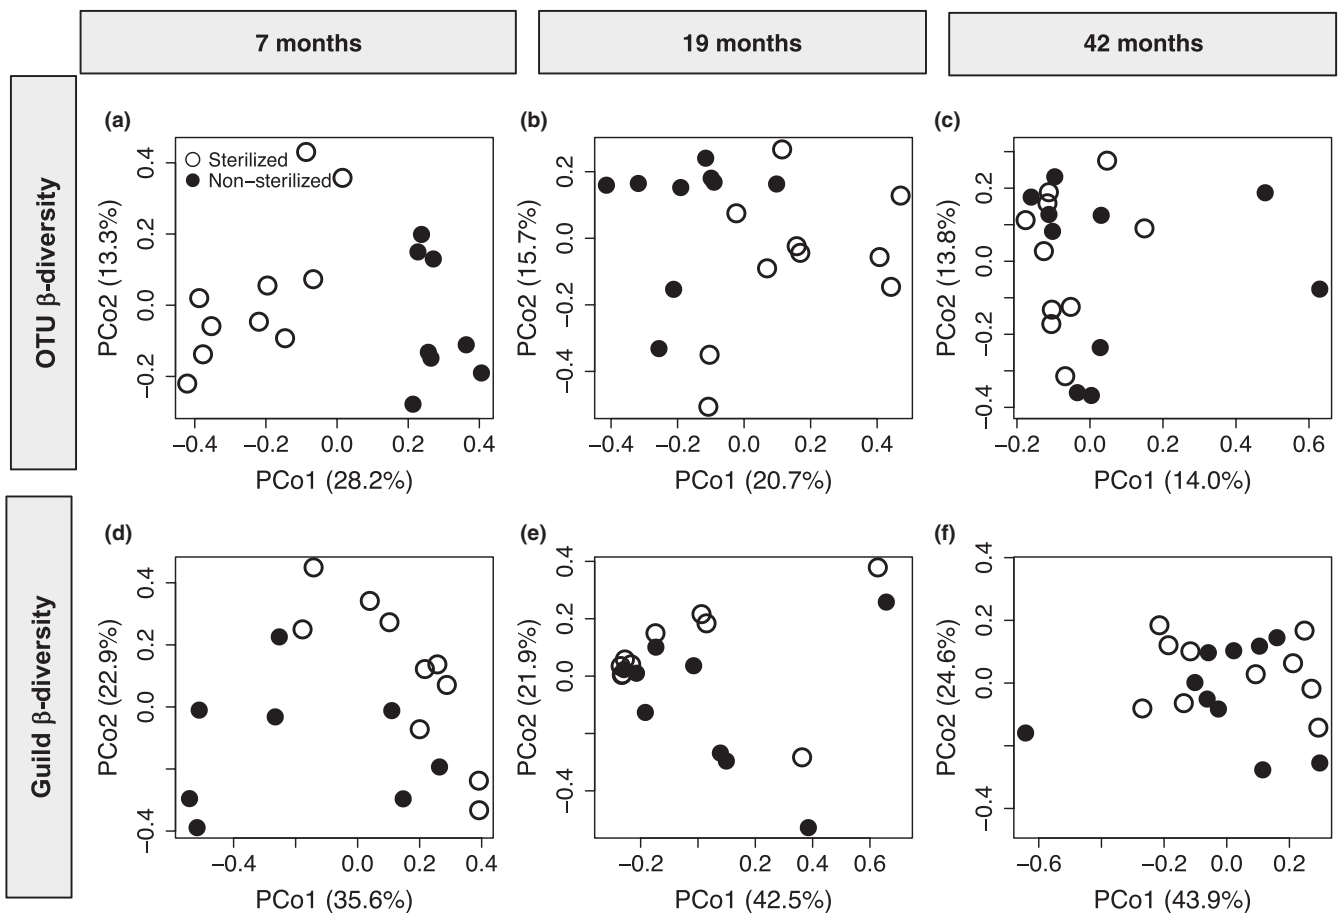 7 months
19 months
42 months
OTU β-diversity
(a)
Sterilized
Non−sterilized
PCo2 (13.3%)
0.4
0.2
0.0
−0.2
−0.4 −0.2 0.0 0.2 0.4
PCo1 (28.2%)
(b)
PCo2 (15.7%)
0.2
0.0
−0.2
−0.4
−0.4 −0.2 0.0 0.2 0.4
PCo1 (20.7%)
(c)
PCo2 (13.8%)
0.2
0.0
−0.2
−0.4
−0.2 0.0 0.2 0.4 0.6
PCo1 (14.0%)
Guild β-diversity
(d)
PCo2 (22.9%)
0.4
0.2
0.0
−0.4
−0.4 0.0 0.2 0.4
PCo1 (35.6%)
(e)
PCo2 (21.9%)
0.4
0.2
0.0
−0.4
−0.2 0.2 0.4 0.6
PCo1 (42.5%)
(f)
PCo2 (24.6%)
0.4
0.2
0.0
−0.4
−0.6 −0.2 0.0 0.2
PCo1 (43.9%)